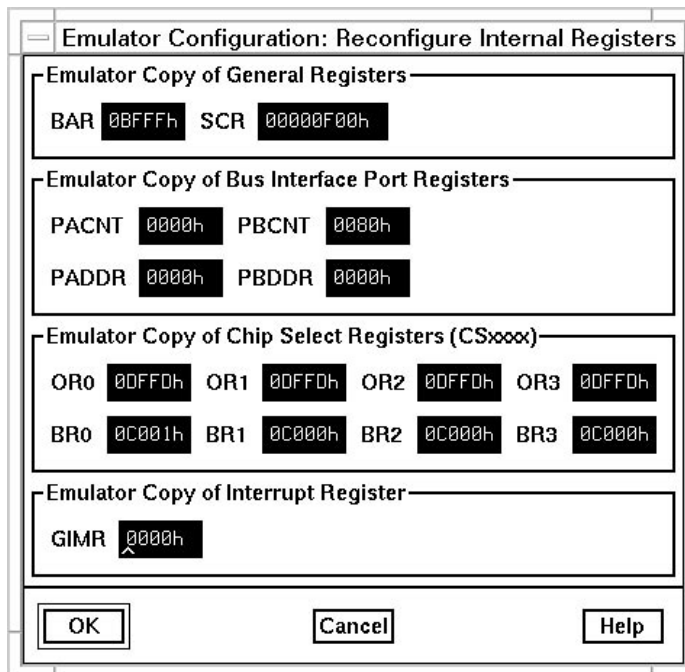 Emulator Configuration: Reconfigure Internal Registers
Emulator Copy of General Registers
BAR 0BFFFh SCR 00000F00h
Emulator Copy of Bus Interface Port Registers
PACNT 0000h PBCNT 0080h
PADDR 0000h PBDDR 0000h
Emulator Copy of Chip Select Registers (CSxxxx)
OR0 0DFFDh OR1 0DFFDh OR2 0DFFDh OR3 0DFFDh
BR0 0C001h BR1 0C000h BR2 0C000h BR3 0C000h
Emulator Copy of Interrupt Register
GIMR 0000h
OK Cancel Help